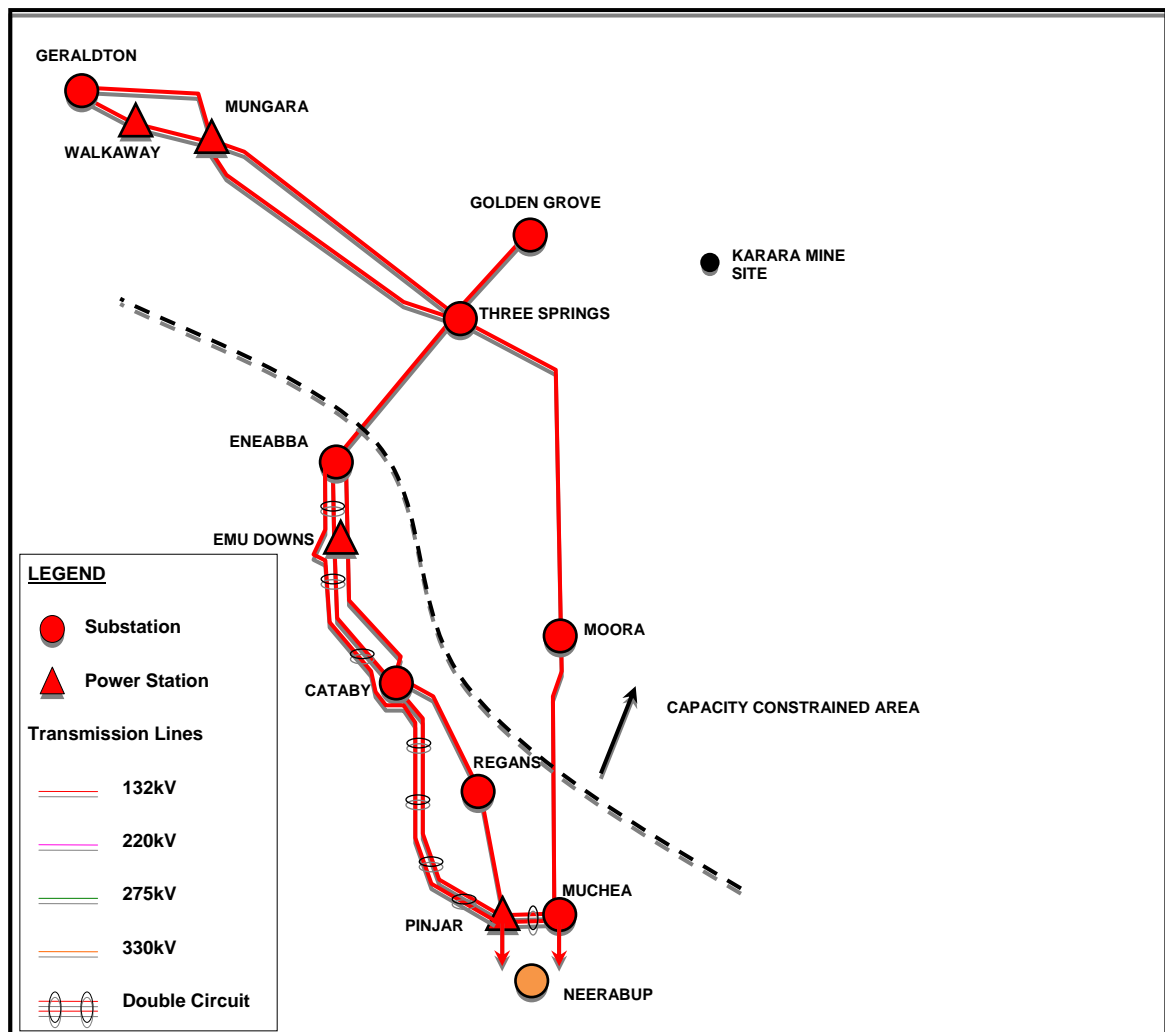 GERALDTON
MUNGARA
WALKAWAY
GOLDEN GROVE
KARARA MINE
SITE
THREE SPRINGS
ENEABBA
EMU DOWNS
MOORA
CATABY
CAPACITY CONSTRAINED AREA
REGANS
MUCHEA
PINJAR
NEERABUP
LEGEND
Substation
Power Station
Transmission Lines
132kV
220kV
275kV
330kV
Double Circuit